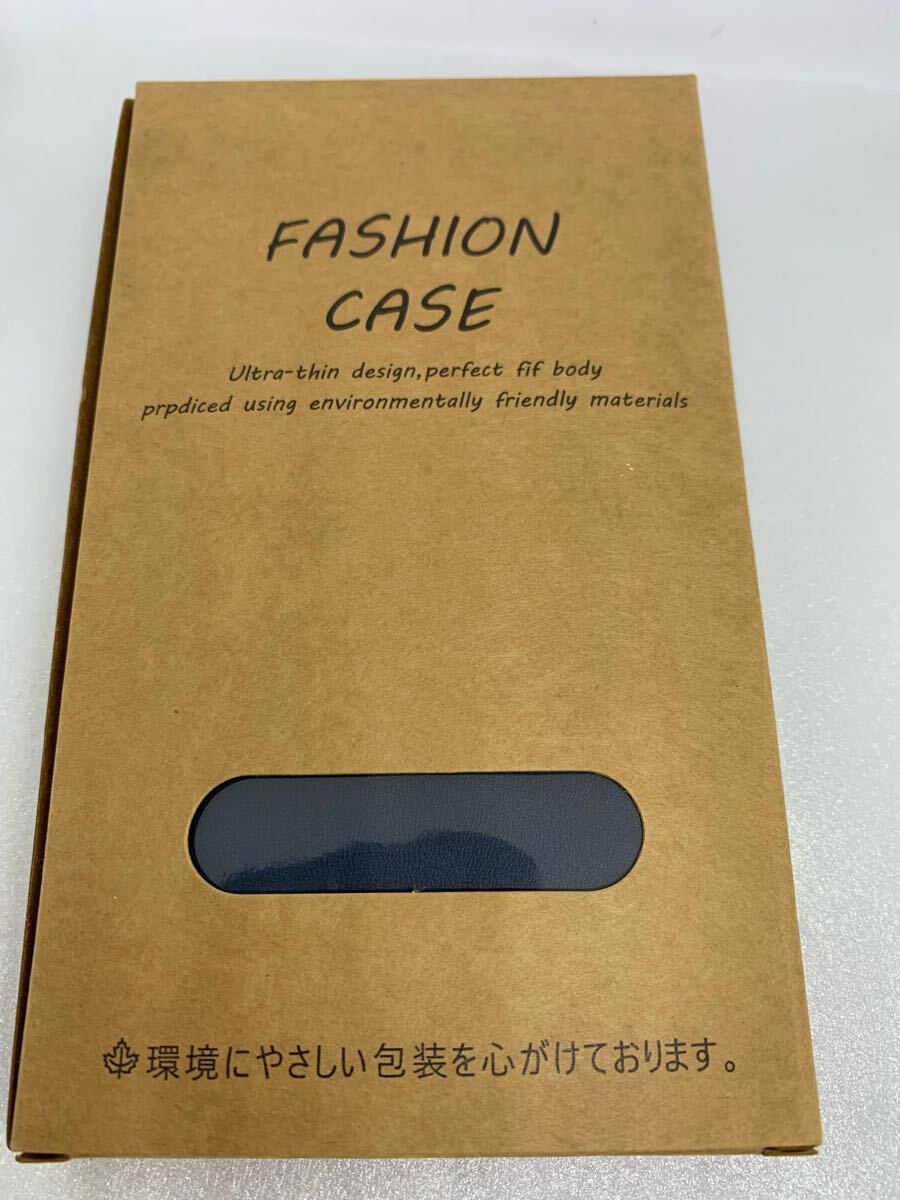 FASHION
CASE
Ultra-thin design,perfect fif body
prpdiced using environmentally friendly materials
環境にやさしい包装を心がけております。